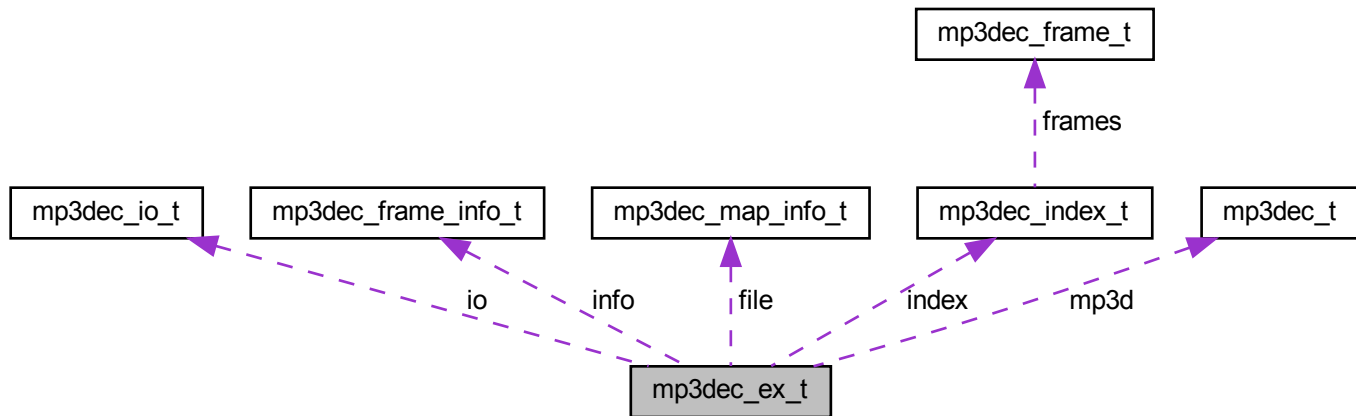 mp3dec_frame_t
frames
mp3dec_io_t
mp3dec_frame_info_t
mp3dec_map_info_t
mp3dec_index_t
mp3dec_t
io
info
file
index
mp3d
mp3dec_ex_t